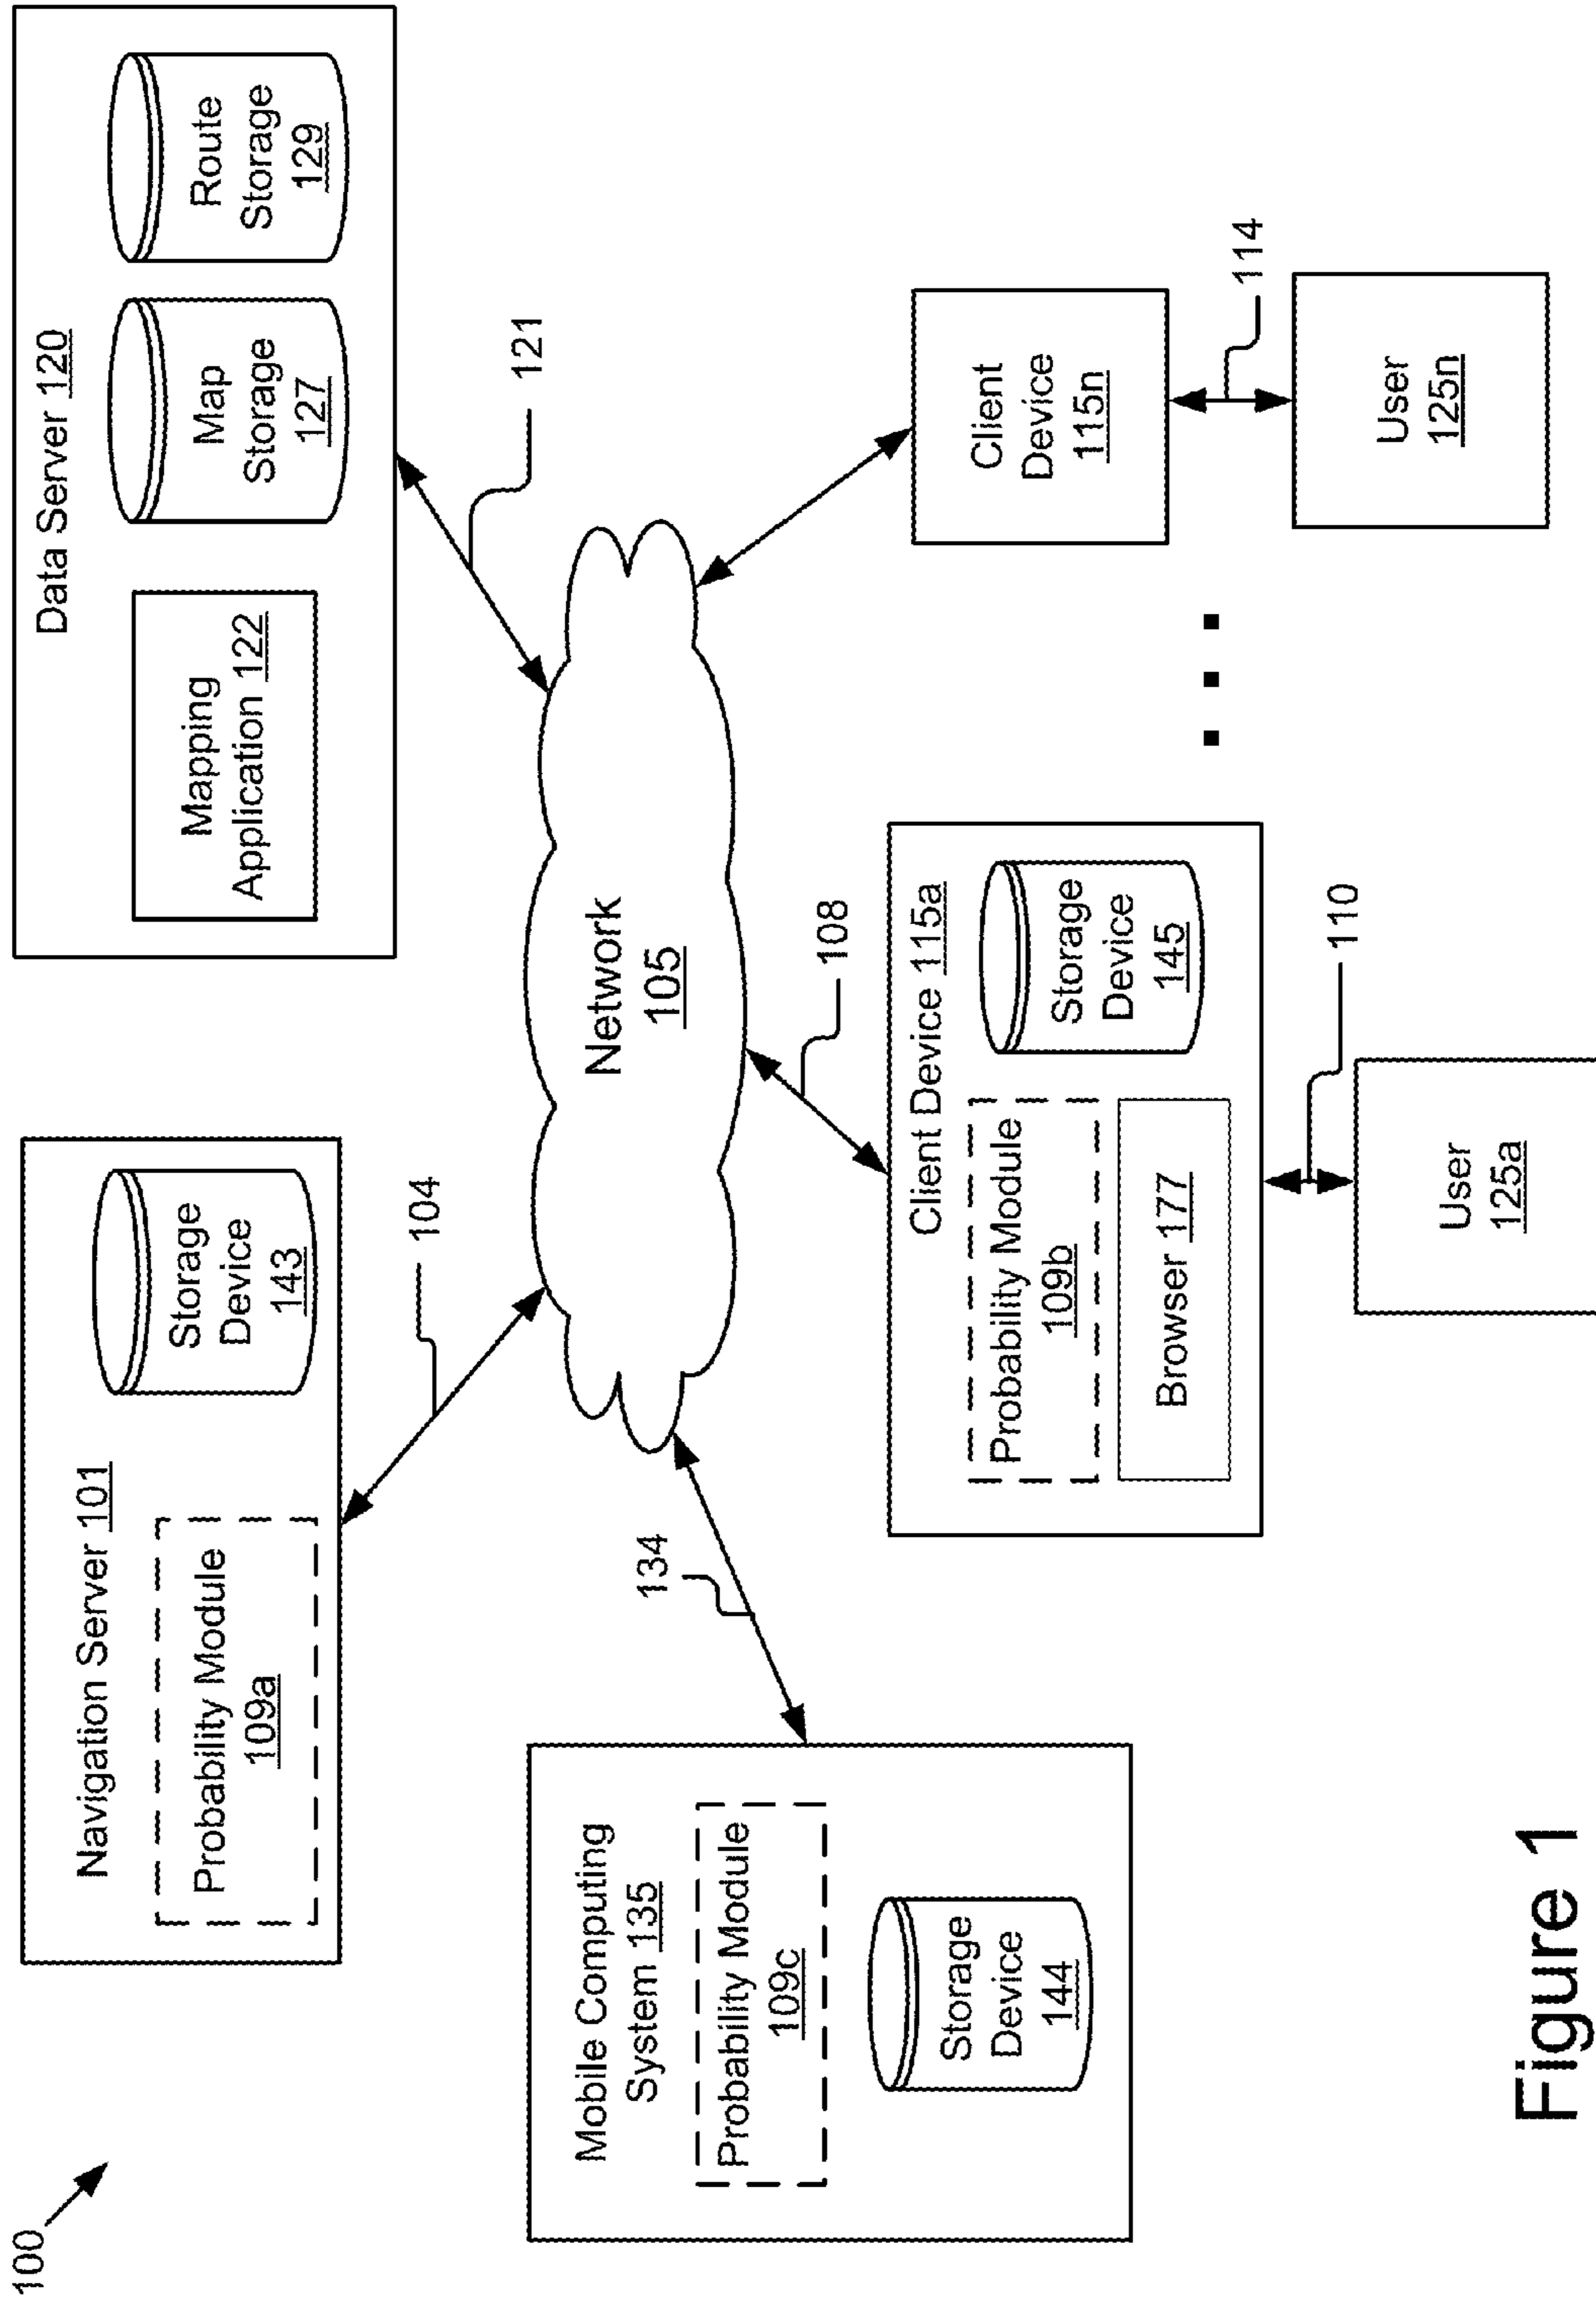 100
Navigation Server 101
Probability Module
109a
Storage
Device
143
Data Server 120
Mapping
Application 122
Map
Storage
127
Route
Storage
129
104
121
Network
105
134
108
Mobile Computing
System 135
Probability Module
109c
Storage
Device
144
Client Device 115a
Probability Module
109b
Browser 177
Storage
Device
145
Client
Device
115n
110
114
User
125a
User
125n
Figure 1